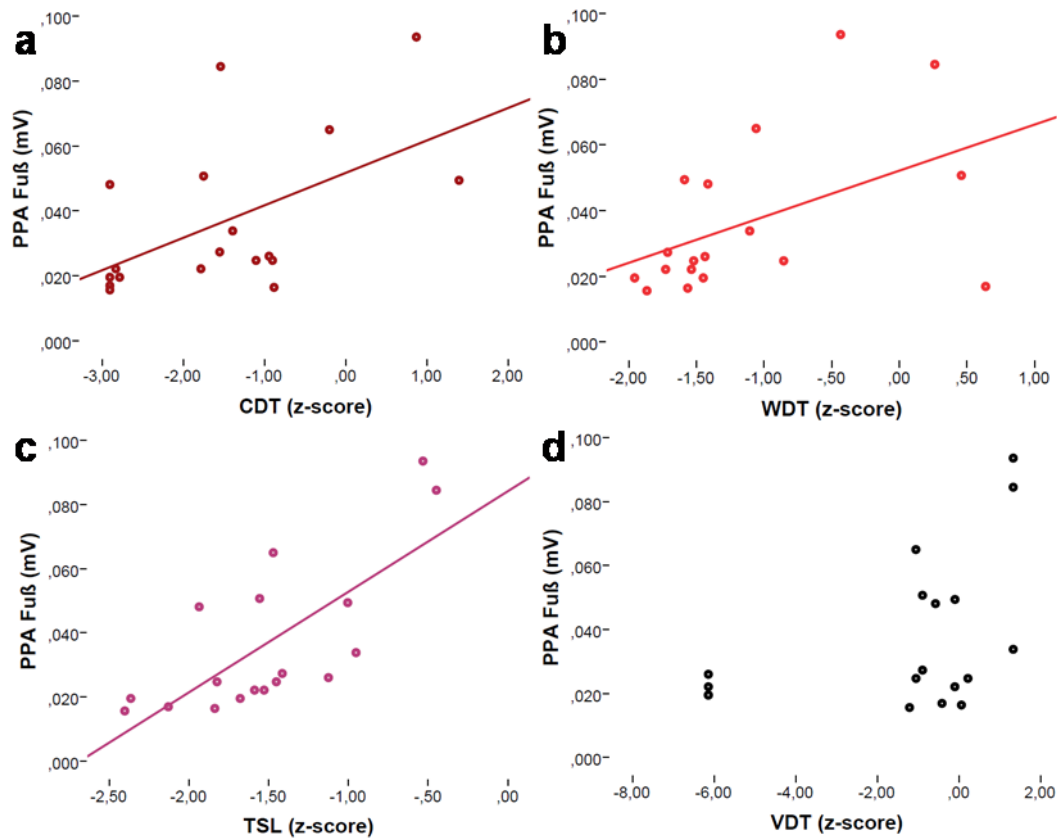 a
PPA Fuß (mV)
,100
,080
,060
,040
,020
,000
-3,00 -2,00 -1,00 ,00 1,00 2,00
CDT (z-score)
b
PPA Fuß (mV)
,100
,080
,060
,040
,020
,000
-2,00 -1,50 -1,00 -,50 ,00 ,50 1,00
WDT (z-score)
c
PPA Fuß (mV)
,100
,080
,060
,040
,020
,000
-2,50 -2,00 -1,50 -1,00 -,50 ,00
TSL (z-score)
d
PPA Fuß (mV)
,100
,080
,060
,040
,020
,000
-8,00 -6,00 -4,00 -2,00 ,00 2,00
VDT (z-score)